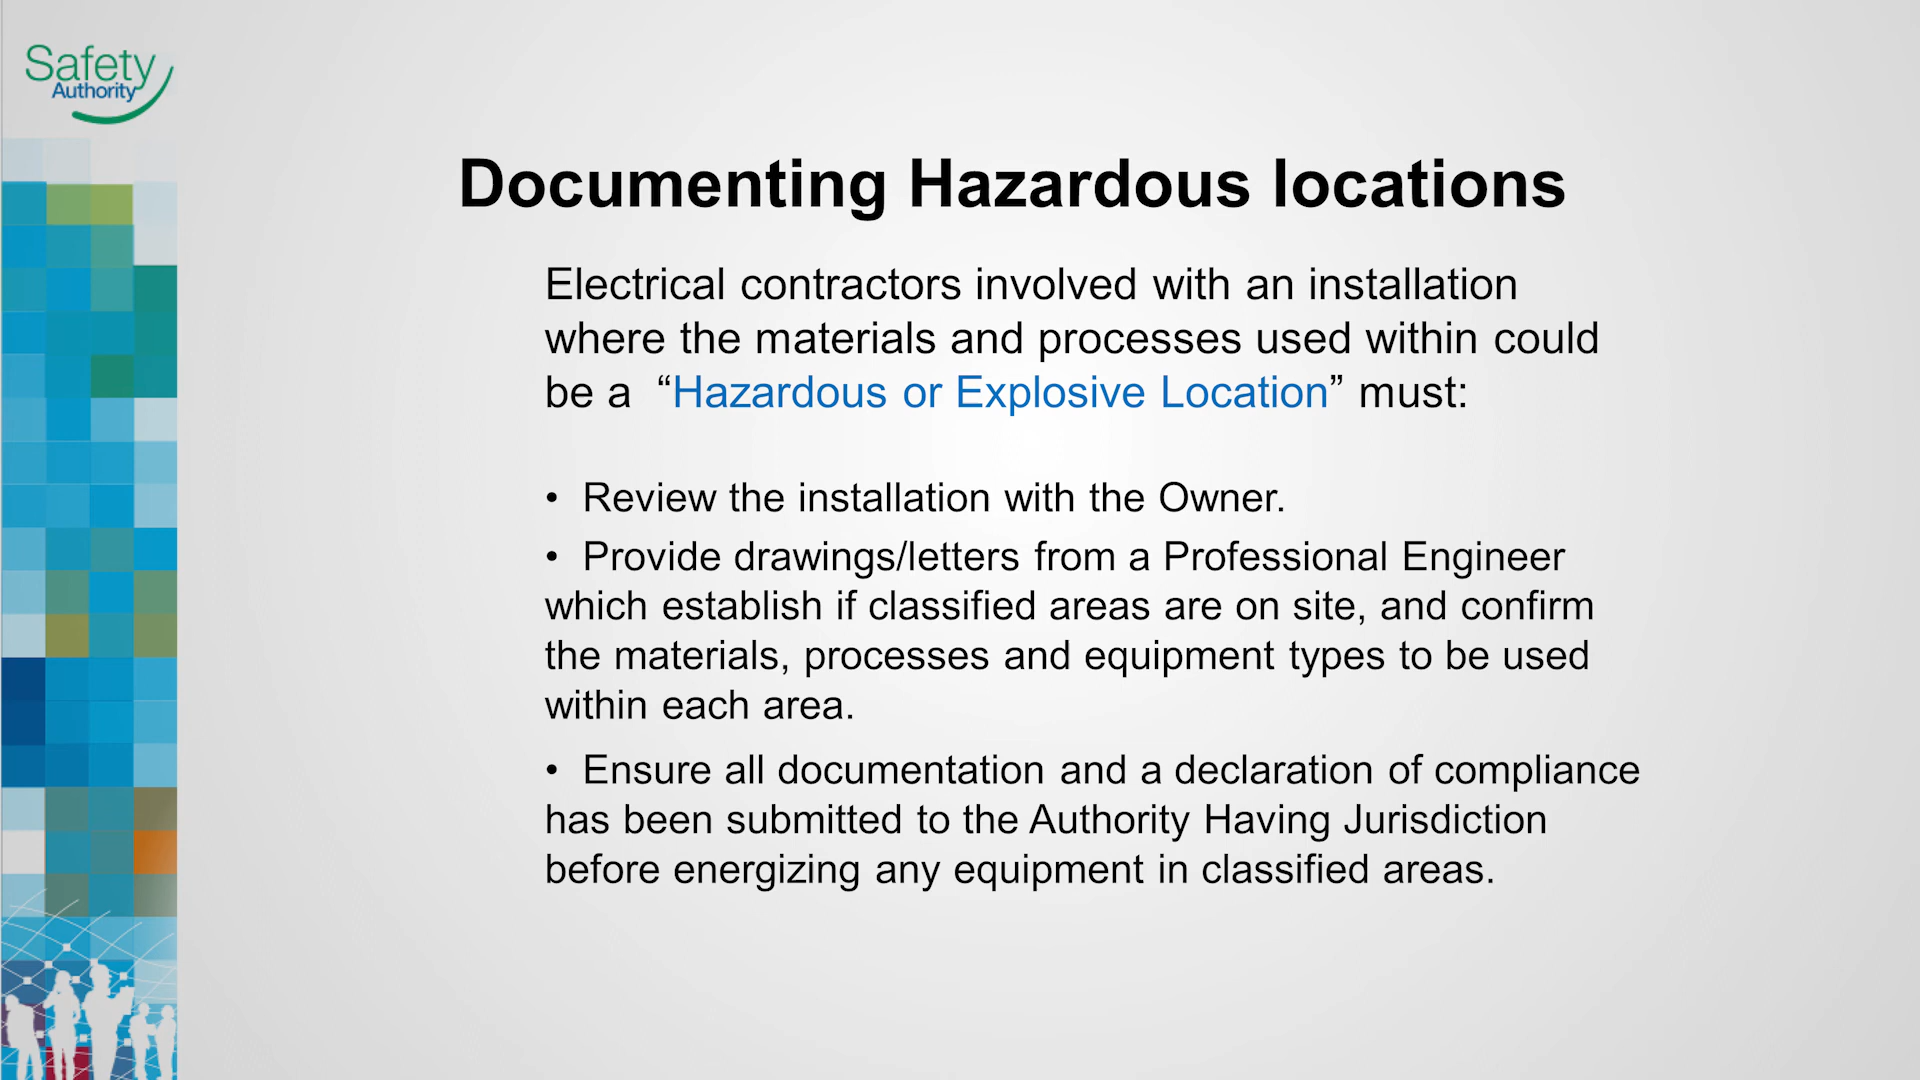 Safety
Authority
Documenting Hazardous locations
Electrical contractors involved with an installation
where the materials and processes used within could
be a  “Hazardous or Explosive Location” must:
• Review the installation with the Owner.
• Provide drawings/letters from a Professional Engineer
which establish if classified areas are on site, and confirm
the materials, processes and equipment types to be used
within each area.
• Ensure all documentation and a declaration of compliance
has been submitted to the Authority Having Jurisdiction
before energizing any equipment in classified areas.